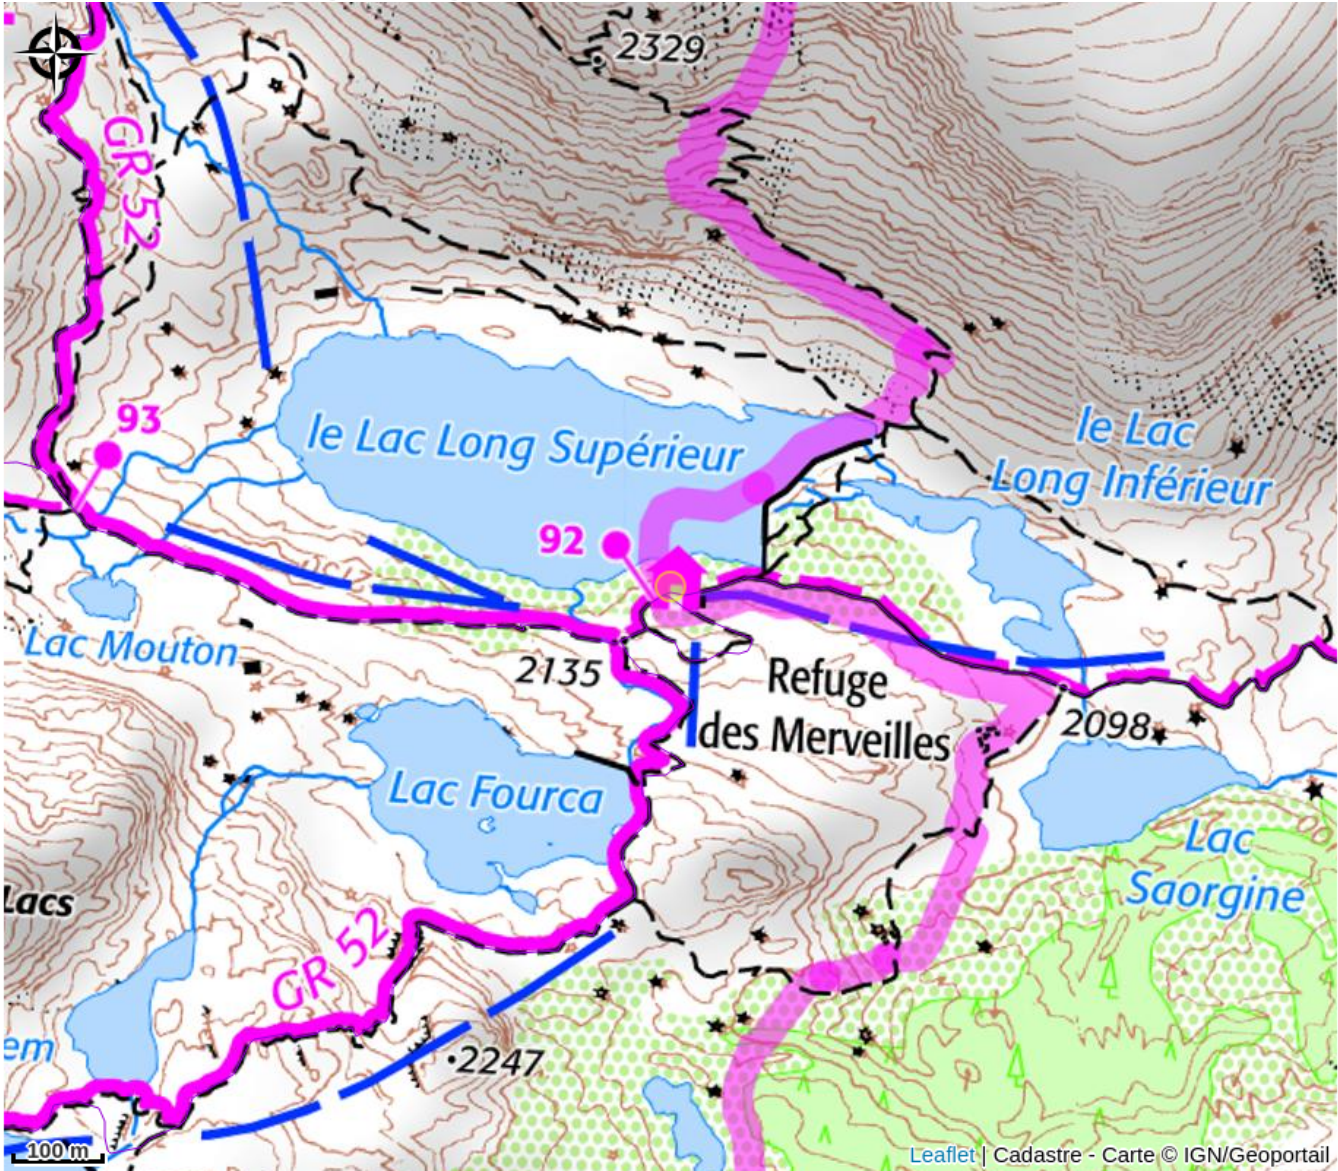 2329
GR 52
93
le Lac Long Supérieur
le Lac
Long Inférieur
92
Lac Mouton
2135
Refuge
des Merveilles
2098
Lac Fourca
Lac
Saorgine
Lacs
GR 52
em
2247
100 m
Leaflet | Cadastre - Carte © IGN/Geoportail